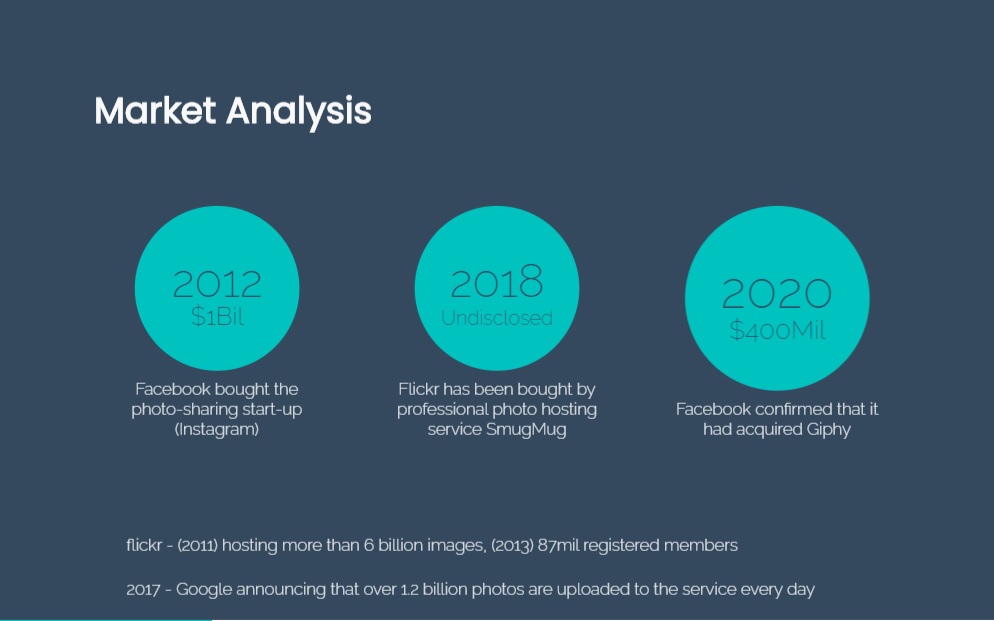 Market Analysis
2012
$1Bil
Facebook bought the
photo-sharing start-up
(Instagram)
2018
Undisclosed
Flickr has been bought by
professional photo hosting
service SmugMug
2020
$400Mil
Facebook confirmed that it
had acquired Giphy
flickr - (2011) hosting more than 6 billion images, (2013) 87mil registered members
2017 - Google announcing that over 1.2 billion photos are uploaded to the service every day